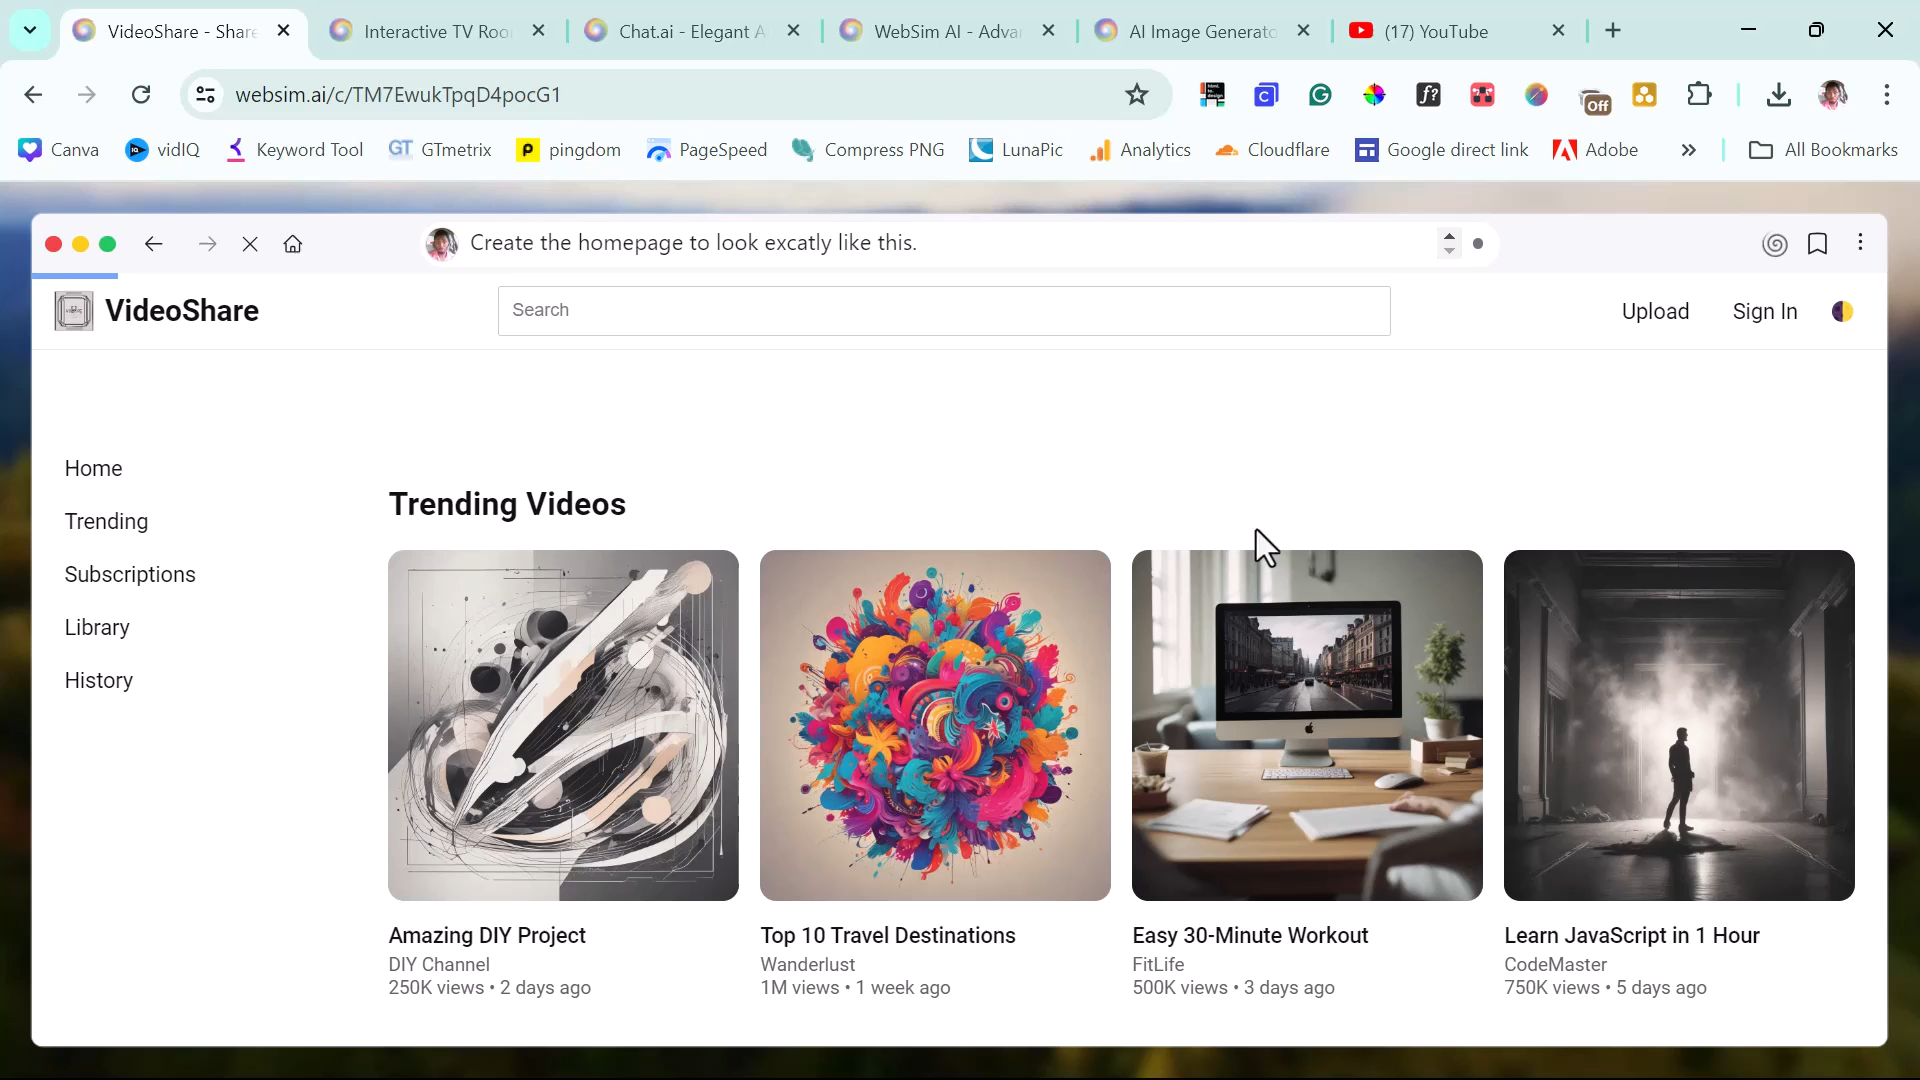 VideoShare - Share
Interactive TV Roo
Chat.ai - Elegant A
WebSim AI - Adva
AI Image Generato
(17) YouTube
websim.ai/c/TM7EwukTpqD4pocG1
f?
Off
Canva
vidIQ
Keyword Tool
GT GTmetrix
p pingdom
PageSpeed
Compress PNG
LunaPic
Analytics
Cloudflare
Google direct link
Adobe
All Bookmarks
Create the homepage to look excatly like this.
VideoShare
Search
Upload
Sign In
Home
Trending
Subscriptions
Library
History
Trending Videos
Amazing DIY Project
DIY Channel
250K views • 2 days ago
Top 10 Travel Destinations
Wanderlust
1M views • 1 week ago
Easy 30-Minute Workout
FitLife
500K views • 3 days ago
Learn JavaScript in 1 Hour
CodeMaster
750K views • 5 days ago